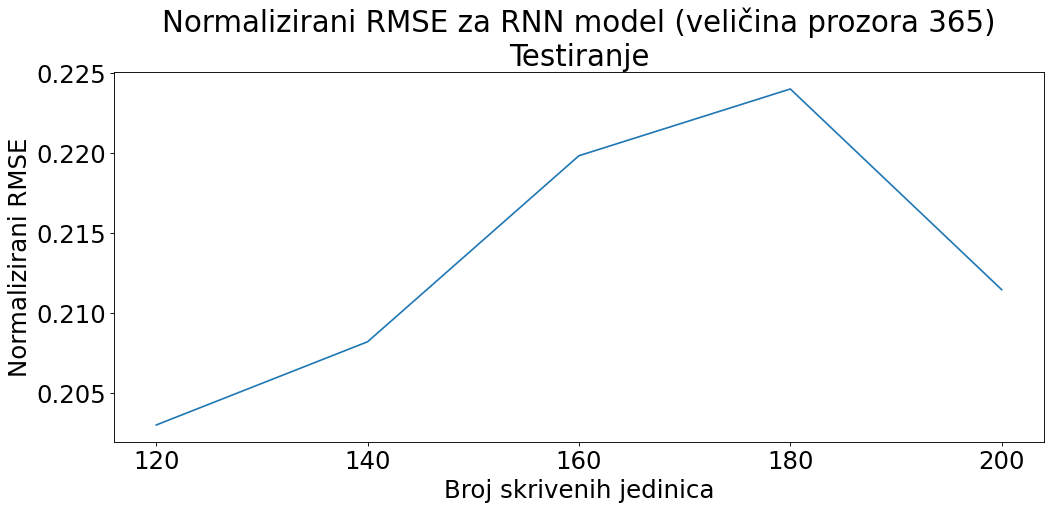 Normalizirani RMSE za RNN model (veličina prozora 365)
Testiranje
Normalizirani RMSE
0.225
0.220
0.215
0.210
0.205
120 140 160 180 200
Broj skrivenih jedinica